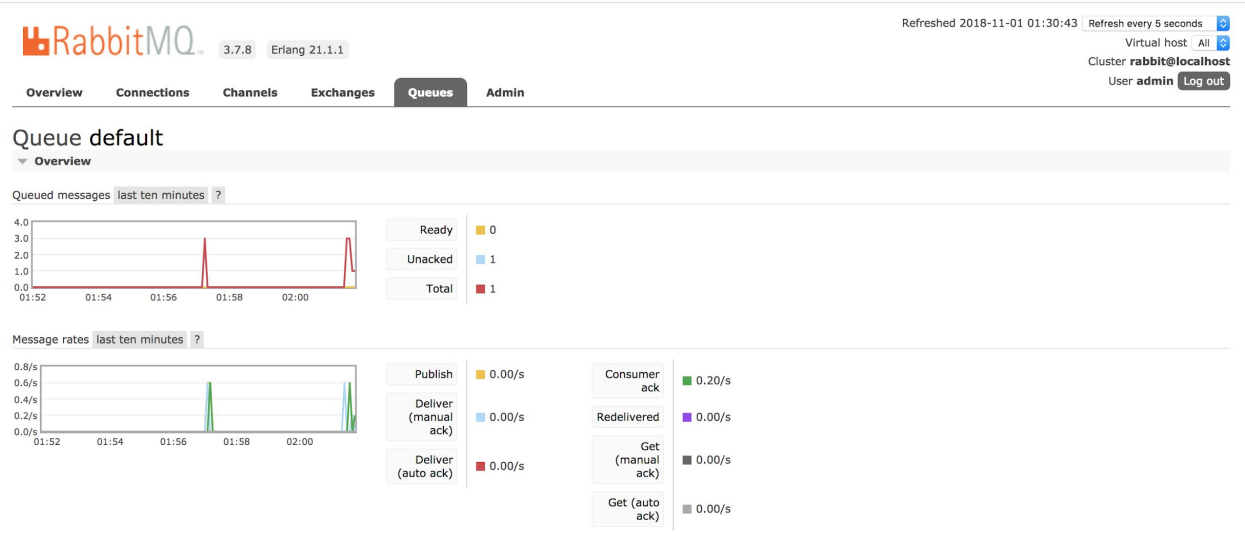 Refreshed 2018-11-01 01:30:43 Refresh every 5 seconds
RabbitMQ 3.7.8 Erlang 21.1.1
Virtual host All
Cluster rabbit@localhost
User admin Log out
Overview Connections Channels Exchanges Queues Admin
Queue default
Overview
Queued messages last ten minutes ?
4.0
3.0
2.0
1.0
0.0
01:52 01:54 01:56 01:58 02:00
Ready 0
Unacked 1
Total 1
Message rates last ten minutes ?
0.8/s
0.6/s
0.4/s
0.2/s
0.0/s
01:52 01:54 01:56 01:58 02:00
Publish 0.00/s
Deliver
(manual
ack) 0.00/s
Deliver
(auto ack) 0.00/s
Consumer
ack 0.20/s
Redelivered 0.00/s
Get
(manual
ack) 0.00/s
Get (auto
ack) 0.00/s